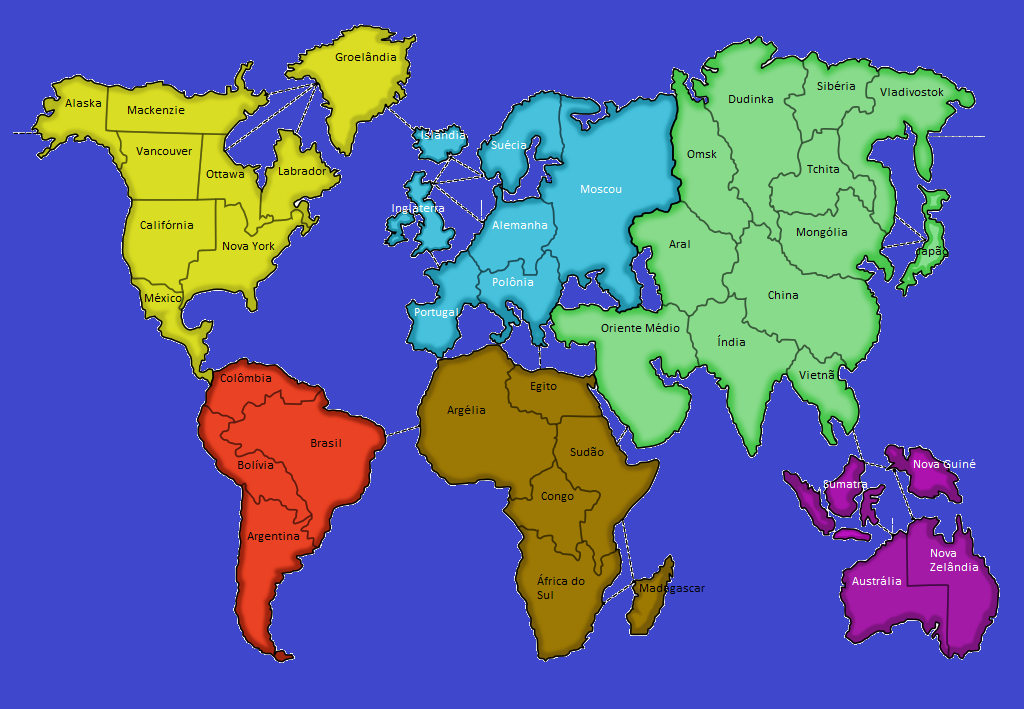 Groelândia
Alaska
Mackenzie
Vancouver
Ottawa
Labrador
Califórnia
Nova York
México
Islândia
Suécia
Inglaterra
Moscou
Alemanha
Polônia
Portugal
Dudinka
Sibéria
Vladivostok
Omsk
Tchita
Aral
Mongólia
Japão
China
Oriente Médio
Índia
Vietnã
Colômbia
Brasil
Bolívia
Argentina
Argélia
Egito
Sudão
Congo
África do
Sul
Madagascar
Sumatra
Nova Guiné
Austrália
Nova
Zelândia